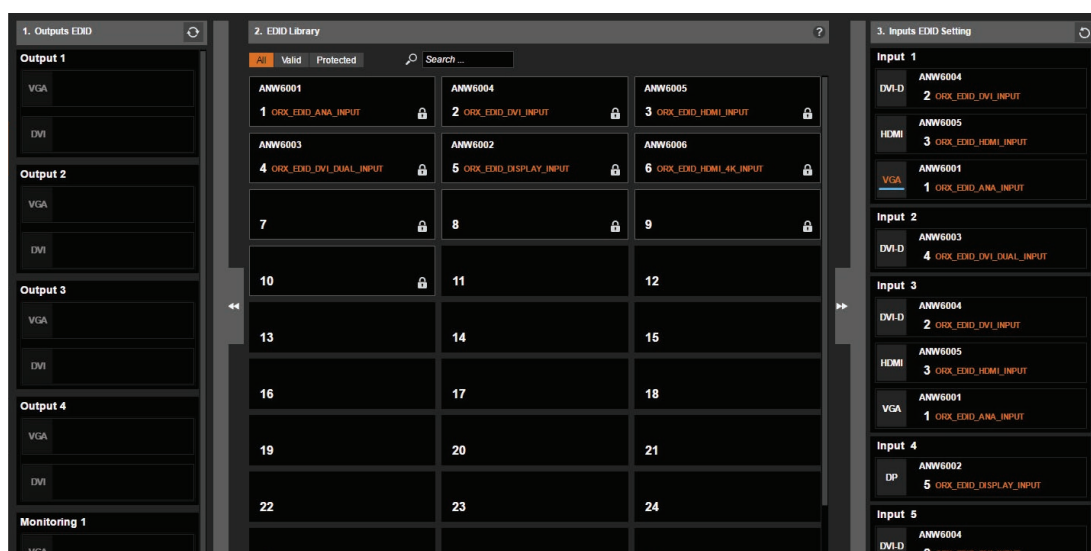 1. Outputs EDID
Output 1
VGA
DVI
Output 2
VGA
DVI
Output 3
VGA
DVI
Output 4
VGA
DVI
Monitoring 1
VGA
2. EDID Library
?
All Valid Protected Search ...
ANW6001 ANW6004 ANW6005
1 ORX_EDID_ANA_INPUT 2 ORX_EDID_DVI_INPUT 3 ORX_EDID_HDMI_INPUT
ANW6003 ANW6002 ANW6006
4 ORX_EDID_DVI_DUAL_INPUT 5 ORX_EDID_DISPLAY_INPUT 6 ORX_EDID_HDMI_4K_INPUT
7 8 9
10 11 12
13 14 15
16 17 18
19 20 21
22 23 24
3. Inputs EDID Setting
Input 1
ANW6004
DVI-D 2 ORX_EDID_DVI_INPUT
ANW6005
HDMI 3 ORX_EDID_HDMI_INPUT
ANW6001
VGA 1 ORX_EDID_ANA_INPUT
Input 2
ANW6003
DVI-D 4 ORX_EDID_DVI_DUAL_INPUT
Input 3
ANW6004
DVI-D 2 ORX_EDID_DVI_INPUT
ANW6005
HDMI 3 ORX_EDID_HDMI_INPUT
ANW6001
VGA 1 ORX_EDID_ANA_INPUT
Input 4
ANW6002
DP 5 ORX_EDID_DISPLAY_INPUT
Input 5
ANW6004
DVI-D